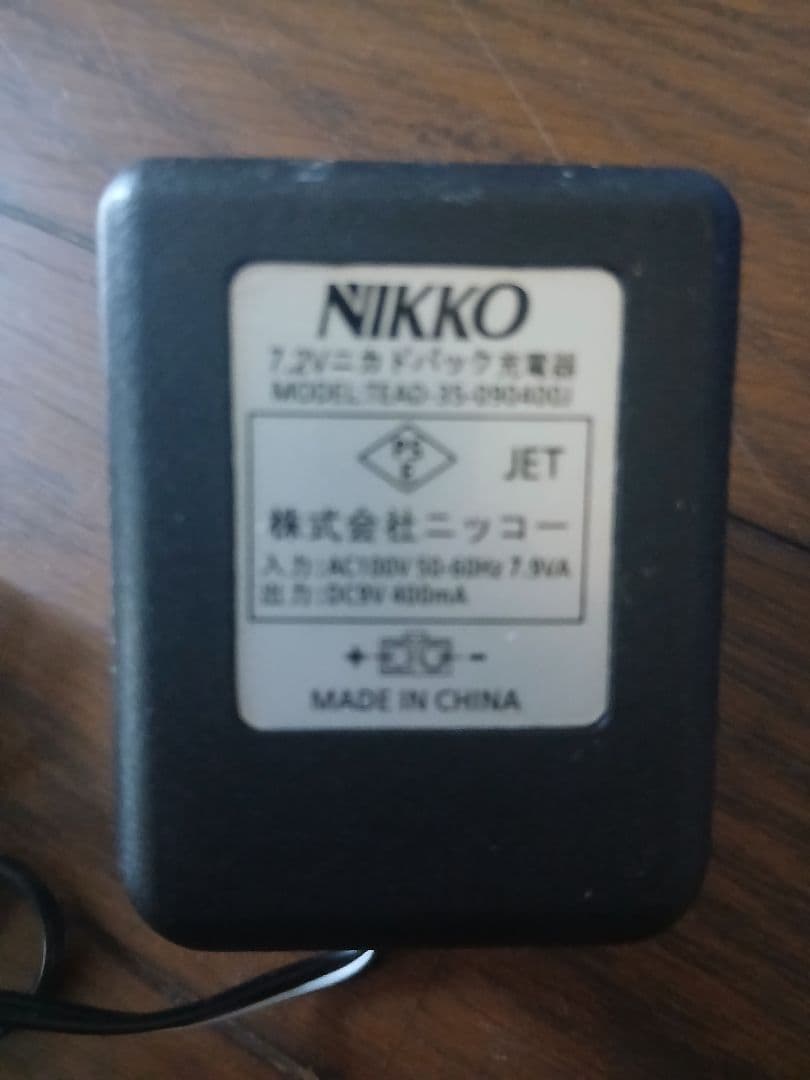 NIKKO
7.2Vニカドパック充電器
MODEL:TEAD-35-090400J
PS
E
JET
株式会社ニッコー
入力:AC100V 50-60Hz 7.9VA
出力:DC9V 400mA
+ -
MADE IN CHINA